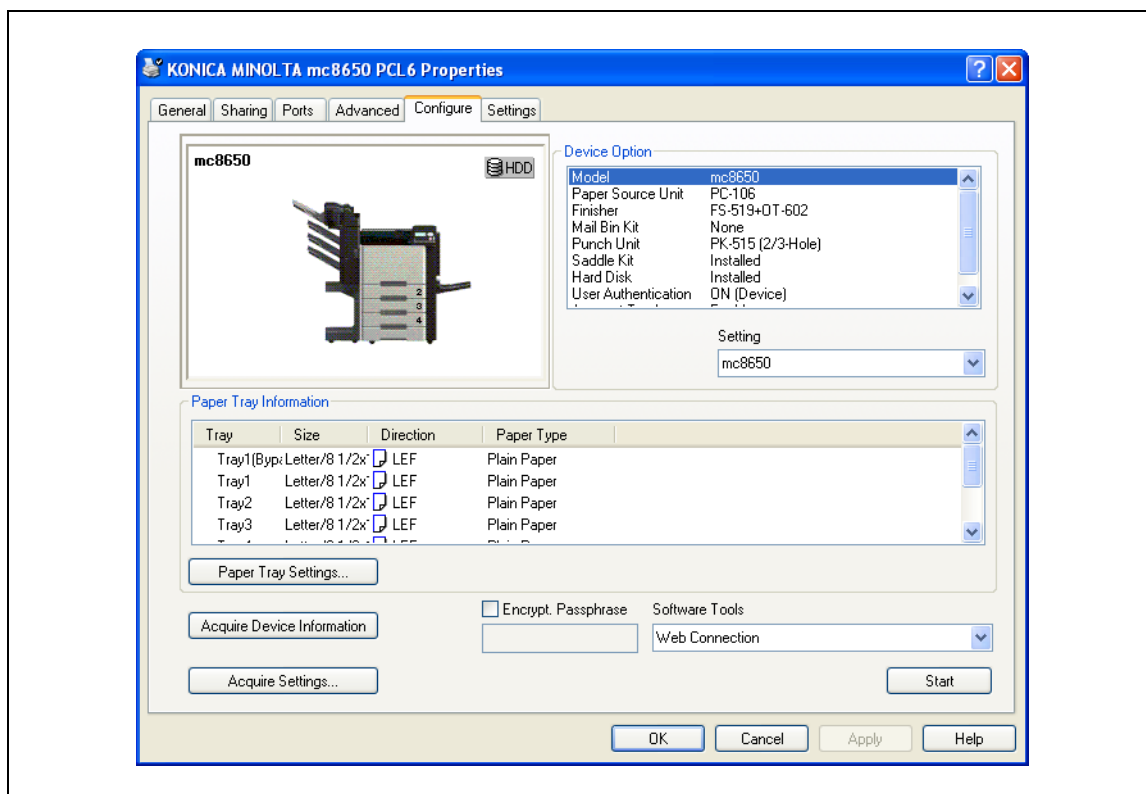 KONICA MINOLTA mc8650 PCL6 Properties
General Sharing Ports Advanced Configure Settings
mc8650
HDD
2
3
4
Device Option
Model mc8650
Paper Source Unit PC-106
Finisher FS-519+OT-602
Mail Bin Kit None
Punch Unit PK-515 (2/3-Hole)
Saddle Kit Installed
Hard Disk Installed
User Authentication ON (Device)
Setting
mc8650
Paper Tray Information
Tray Size Direction Paper Type
Tray1(Bypa Letter/8 1/2x LEF Plain Paper
Tray1 Letter/8 1/2x LEF Plain Paper
Tray2 Letter/8 1/2x LEF Plain Paper
Tray3 Letter/8 1/2x LEF Plain Paper
Paper Tray Settings...
Acquire Device Information
Encrypt. Passphrase
Software Tools
Web Connection
Acquire Settings...
Start
OK Cancel Apply Help